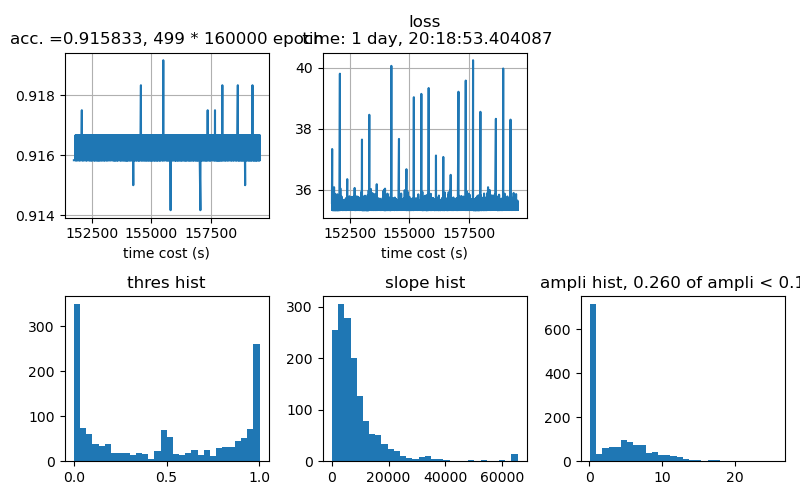 loss
acc. =0.915833, 499 * 160000 epoch
time: 1 day, 20:18:53.404087
0.918
0.916
0.914
152500 155000 157500
time cost (s)
40
38
36
152500 155000 157500
time cost (s)
thres hist
300
200
100
0
0.0 0.5 1.0
slope hist
300
200
100
0
0 20000 40000 60000
ampli hist, 0.260 of ampli < 0.1
600
400
200
0
0 10 20